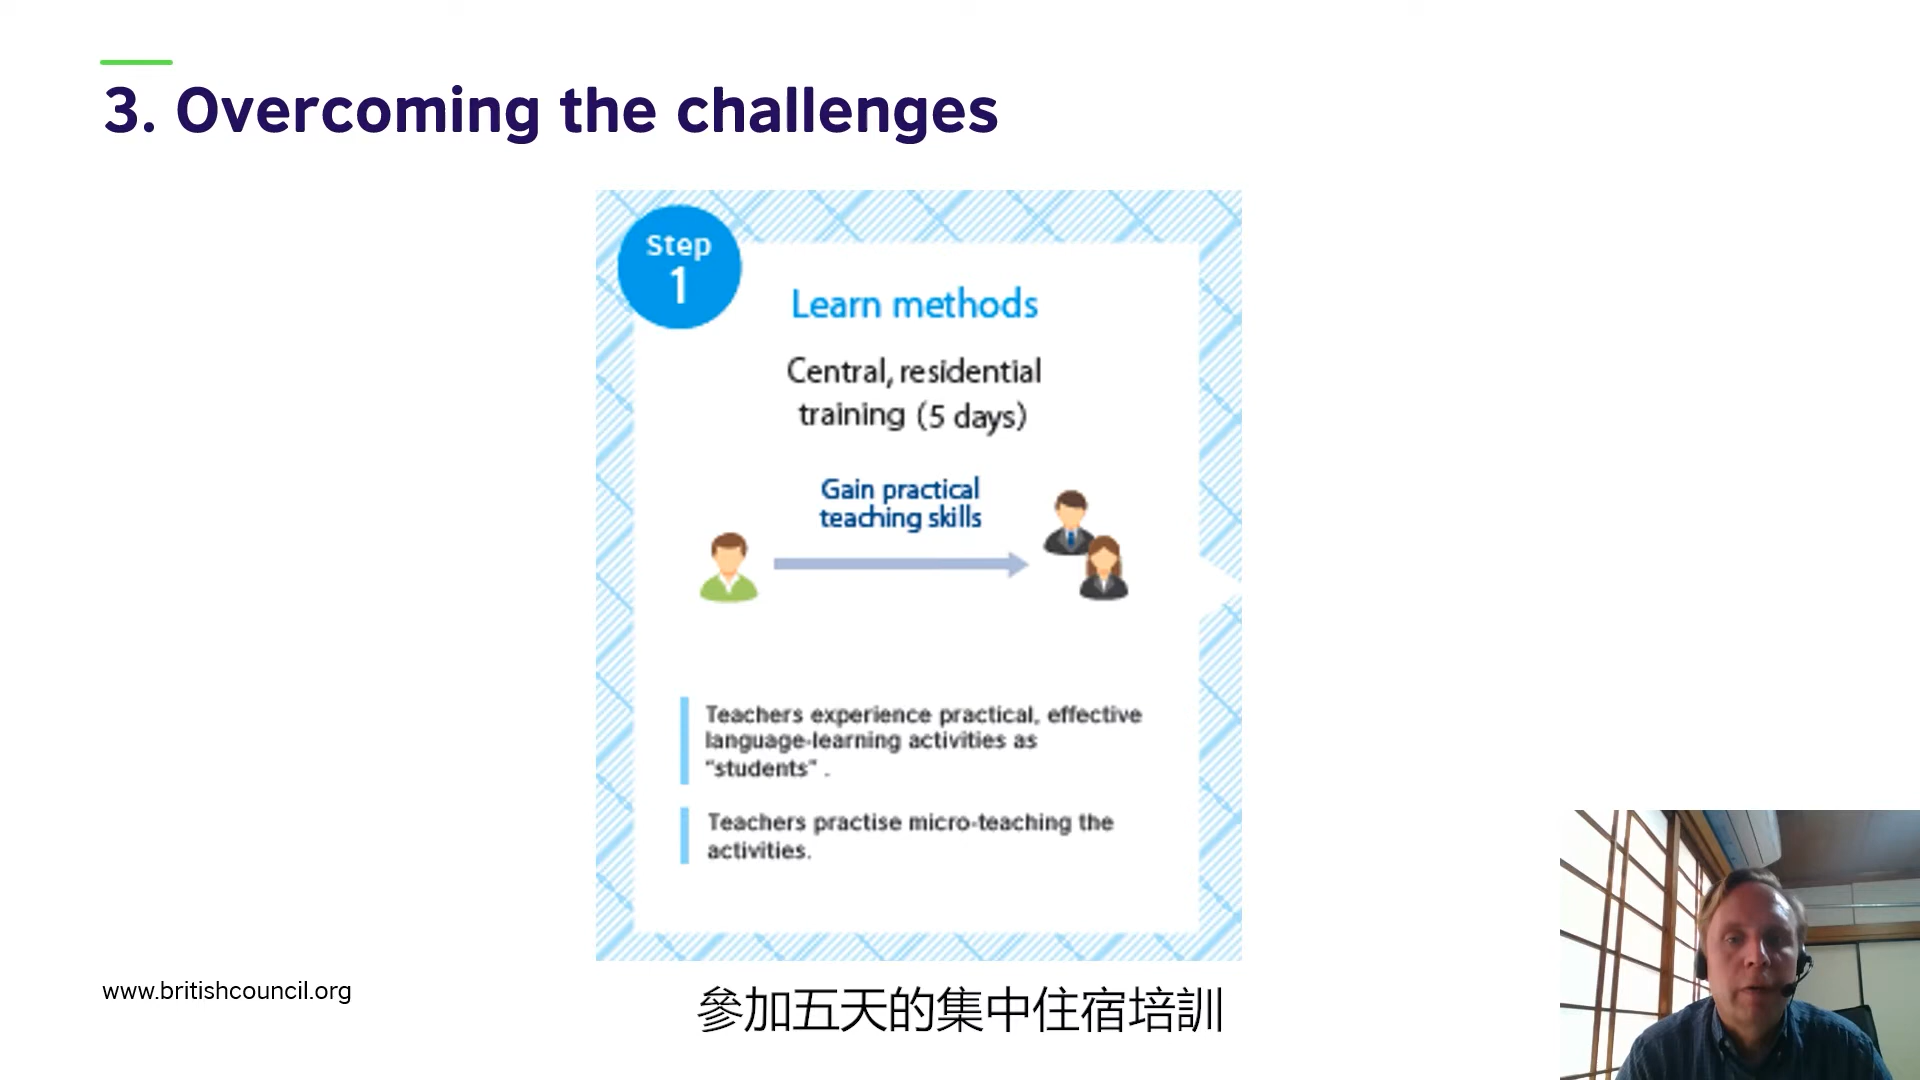 3. Overcoming the challenges
Step
1
Learn methods
Central, residential
training (5 days)
Gain practical
teaching skills
Teachers experience practical, effective
language-learning activities as
"students" .
Teachers practise micro-teaching the
activities.
www.britishcouncil.org
參加五天的集中住宿培訓